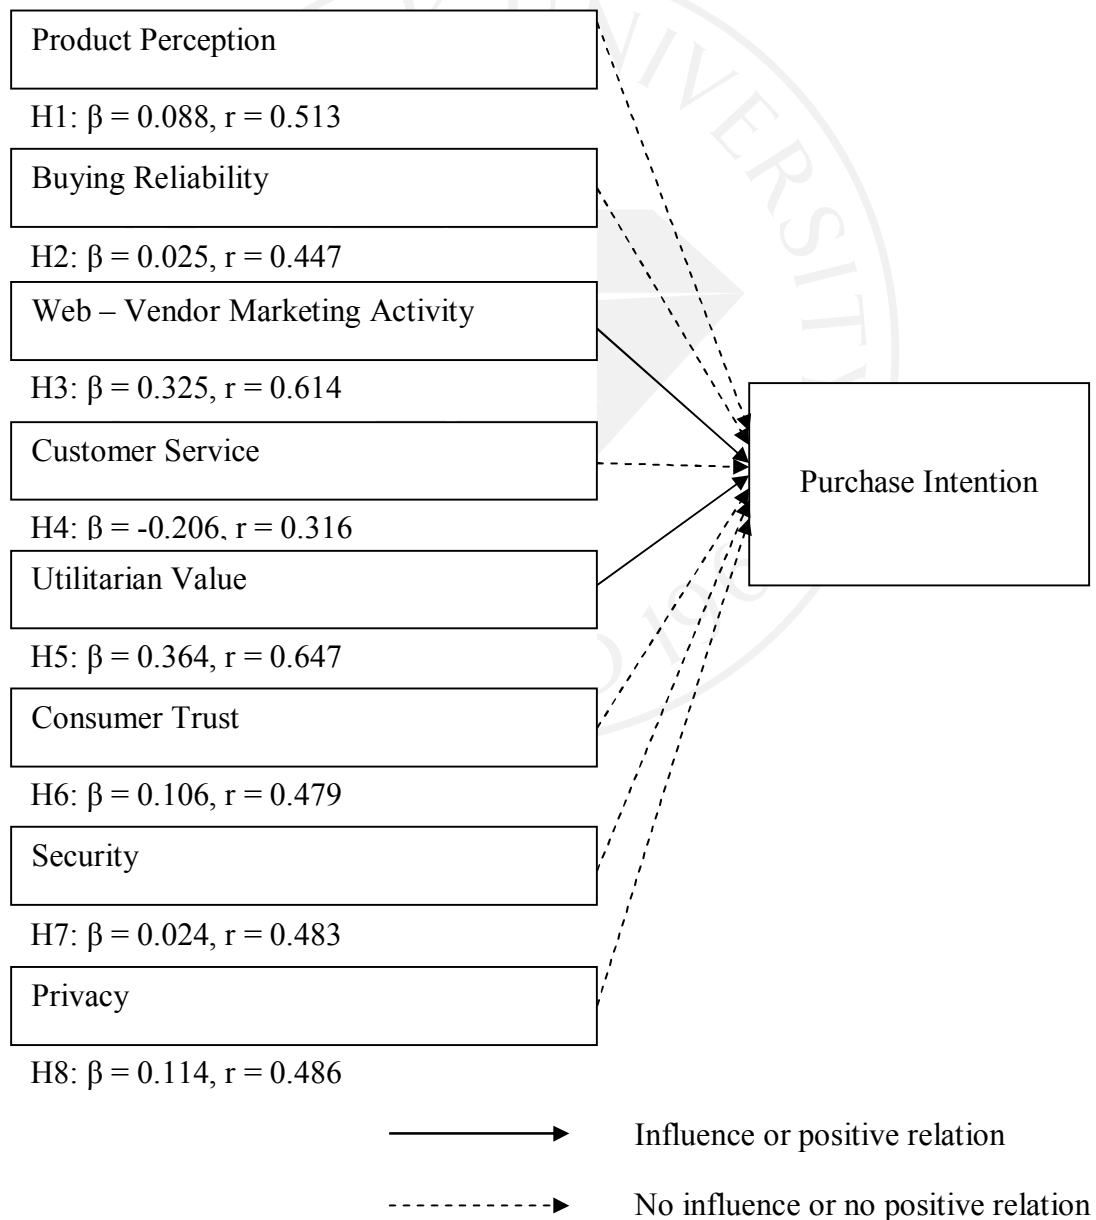 Product Perception
H1: β = 0.088, r = 0.513
Buying Reliability
H2: β = 0.025, r = 0.447
Web – Vendor Marketing Activity
H3: β = 0.325, r = 0.614
Customer Service
H4: β = -0.206, r = 0.316
Purchase Intention
Utilitarian Value
H5: β = 0.364, r = 0.647
Consumer Trust
H6: β = 0.106, r = 0.479
Security
H7: β = 0.024, r = 0.483
Privacy
H8: β = 0.114, r = 0.486
Influence or positive relation
No influence or no positive relation